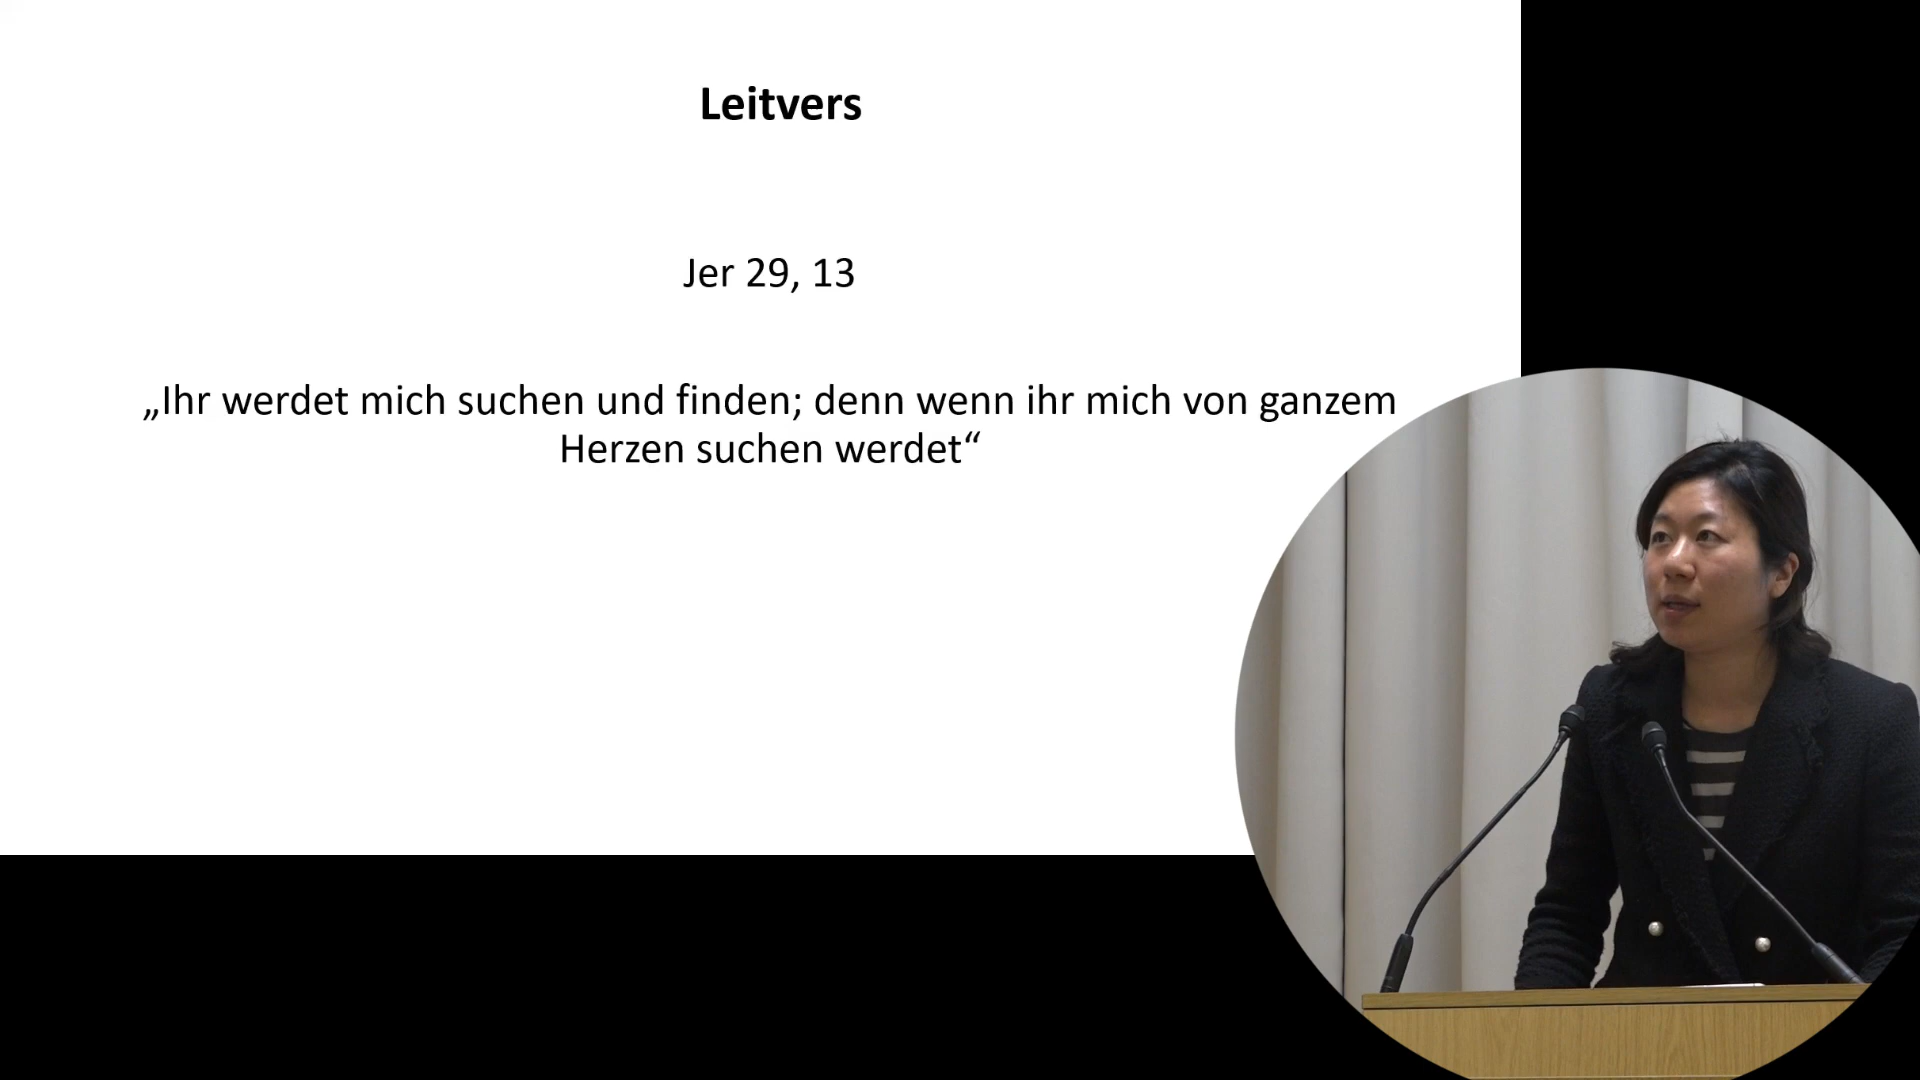 Leitvers
Jer 29, 13
„Ihr werdet mich suchen und finden; denn wenn ihr mich von ganzem
Herzen suchen werdet“